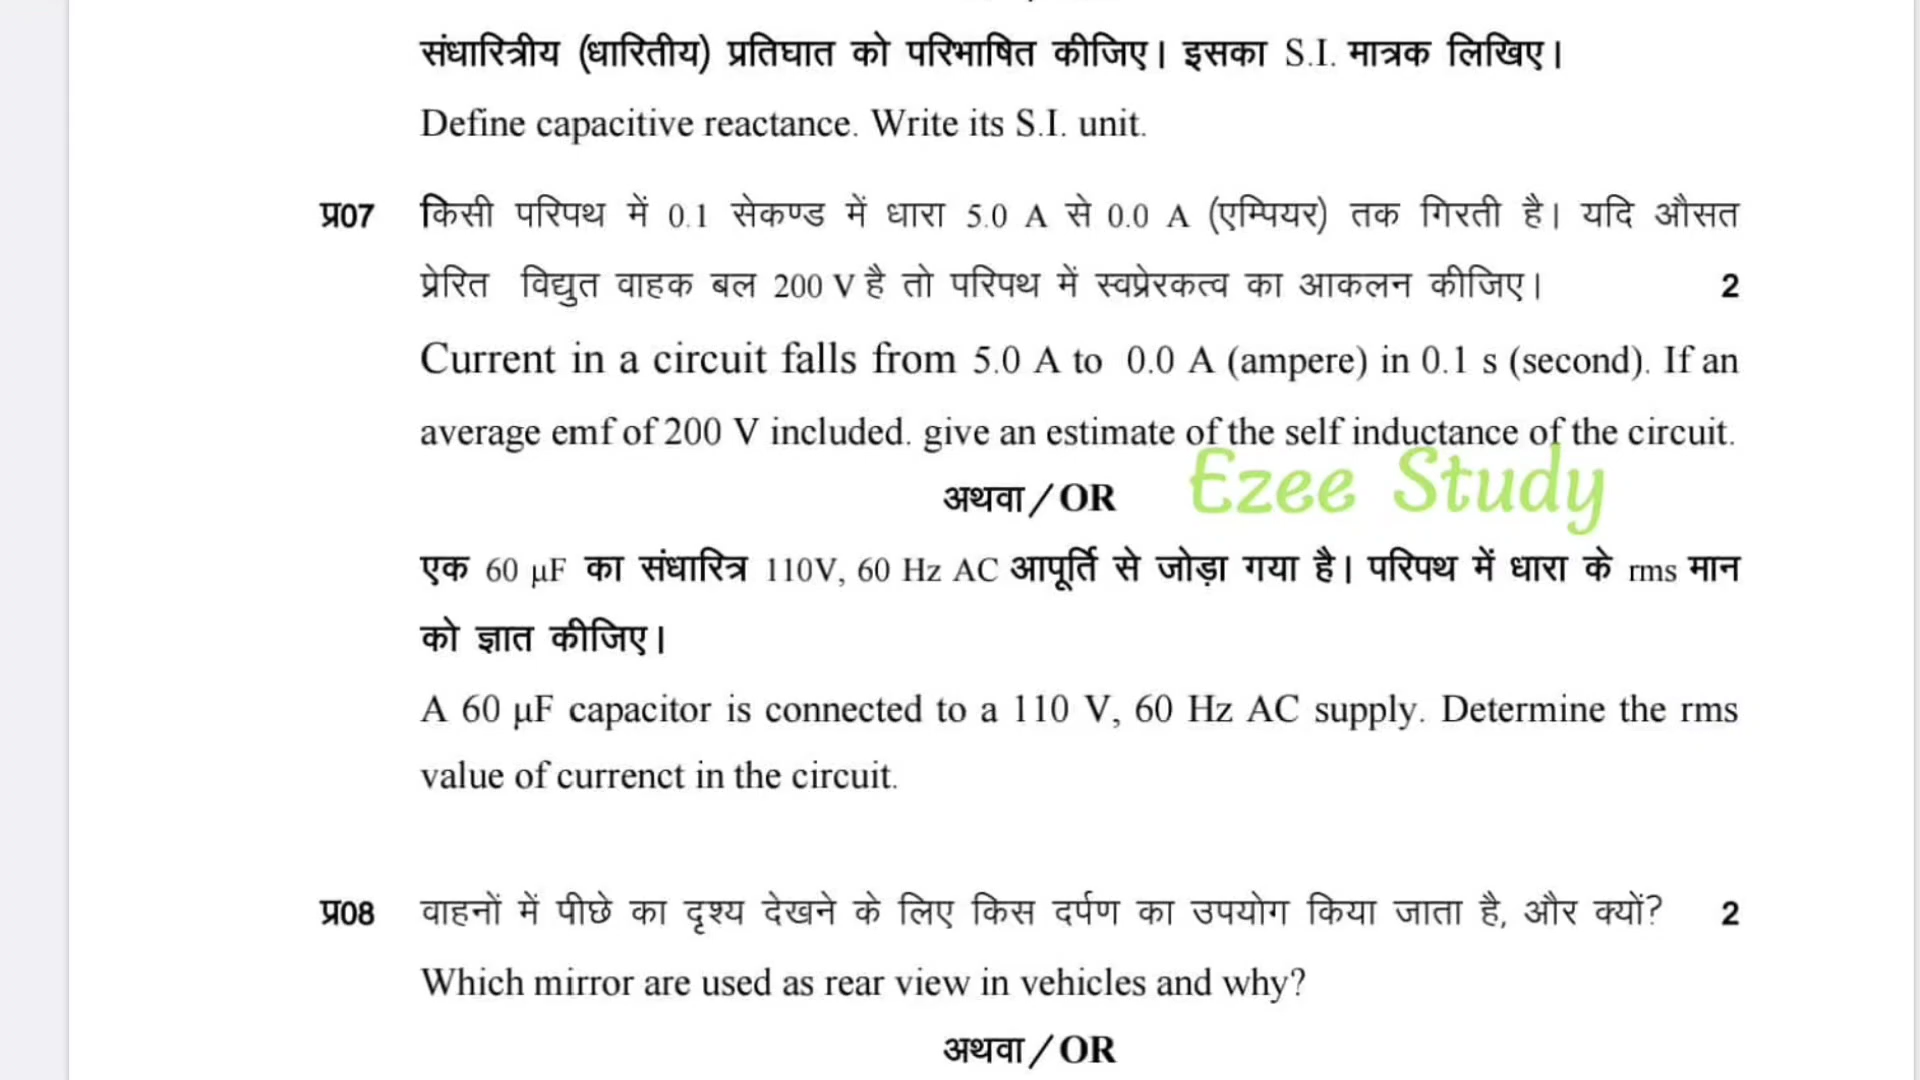 संधारित्रीय (धारितीय) प्रतिघात को परिभाषित कीजिए। इसका S.I. मात्रक लिखिए।
Define capacitive reactance. Write its S.I. unit.
प्र07 किसी परिपथ में 0.1 सेकण्ड में धारा 5.0 A से 0.0 A (एम्पियर) तक गिरती है। यदि औसत
प्रेरित विद्युत वाहक बल 200 V है तो परिपथ में स्वप्रेरकत्व का आकलन कीजिए। 2
Current in a circuit falls from 5.0 A to 0.0 A (ampere) in 0.1 s (second). If an
average emf of 200 V included. give an estimate of the self inductance of the circuit.
अथवा/OR
Ezee Study
एक 60 μF का संधारित्र 110V, 60 Hz AC आपूर्ति से जोड़ा गया है। परिपथ में धारा के rms मान
को ज्ञात कीजिए।
A 60 μF capacitor is connected to a 110 V, 60 Hz AC supply. Determine the rms
value of currenct in the circuit.
प्र08 वाहनों में पीछे का दृश्य देखने के लिए किस दर्पण का उपयोग किया जाता है, और क्यों? 2
Which mirror are used as rear view in vehicles and why?
अथवा/OR